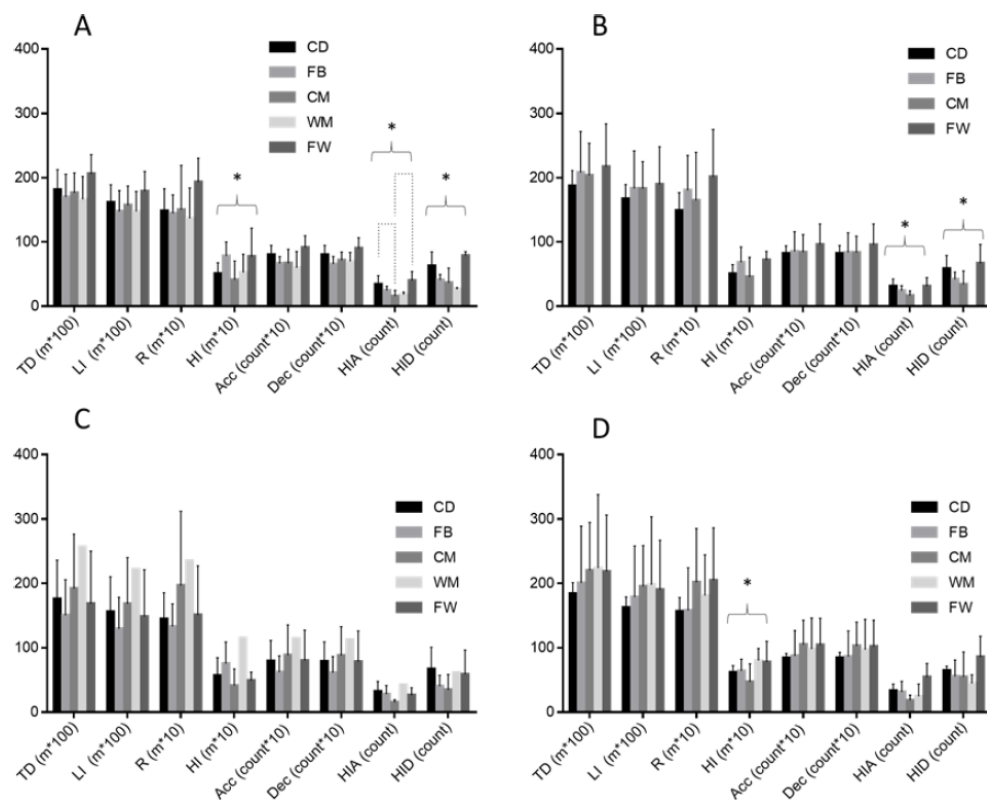 A
400
300
200
100
0
CD
FB
CM
WM
FW
*
*
*
TD (m*100)
LI (m*100)
R (m*10)
HI (m*10)
Acc (count*10)
Dec (count*10)
HIA (count)
HID (count)
B
400
300
200
100
0
CD
FB
CM
FW
*
*
TD (m*100)
LI (m*100)
R (m*10)
HI (m*10)
Acc (count*10)
Dec (count*10)
HIA (count)
HID (count)
C
400
300
200
100
0
CD
FB
CM
WM
FW
TD (m*100)
LI (m*100)
R (m*10)
HI (m*10)
Acc (count*10)
Dec (count*10)
HIA (count)
HID (count)
D
400
300
200
100
0
CD
FB
CM
WM
FW
*
TD (m*100)
LI (m*100)
R (m*10)
HI (m*10)
Acc (count*10)
Dec (count*10)
HIA (count)
HID (count)